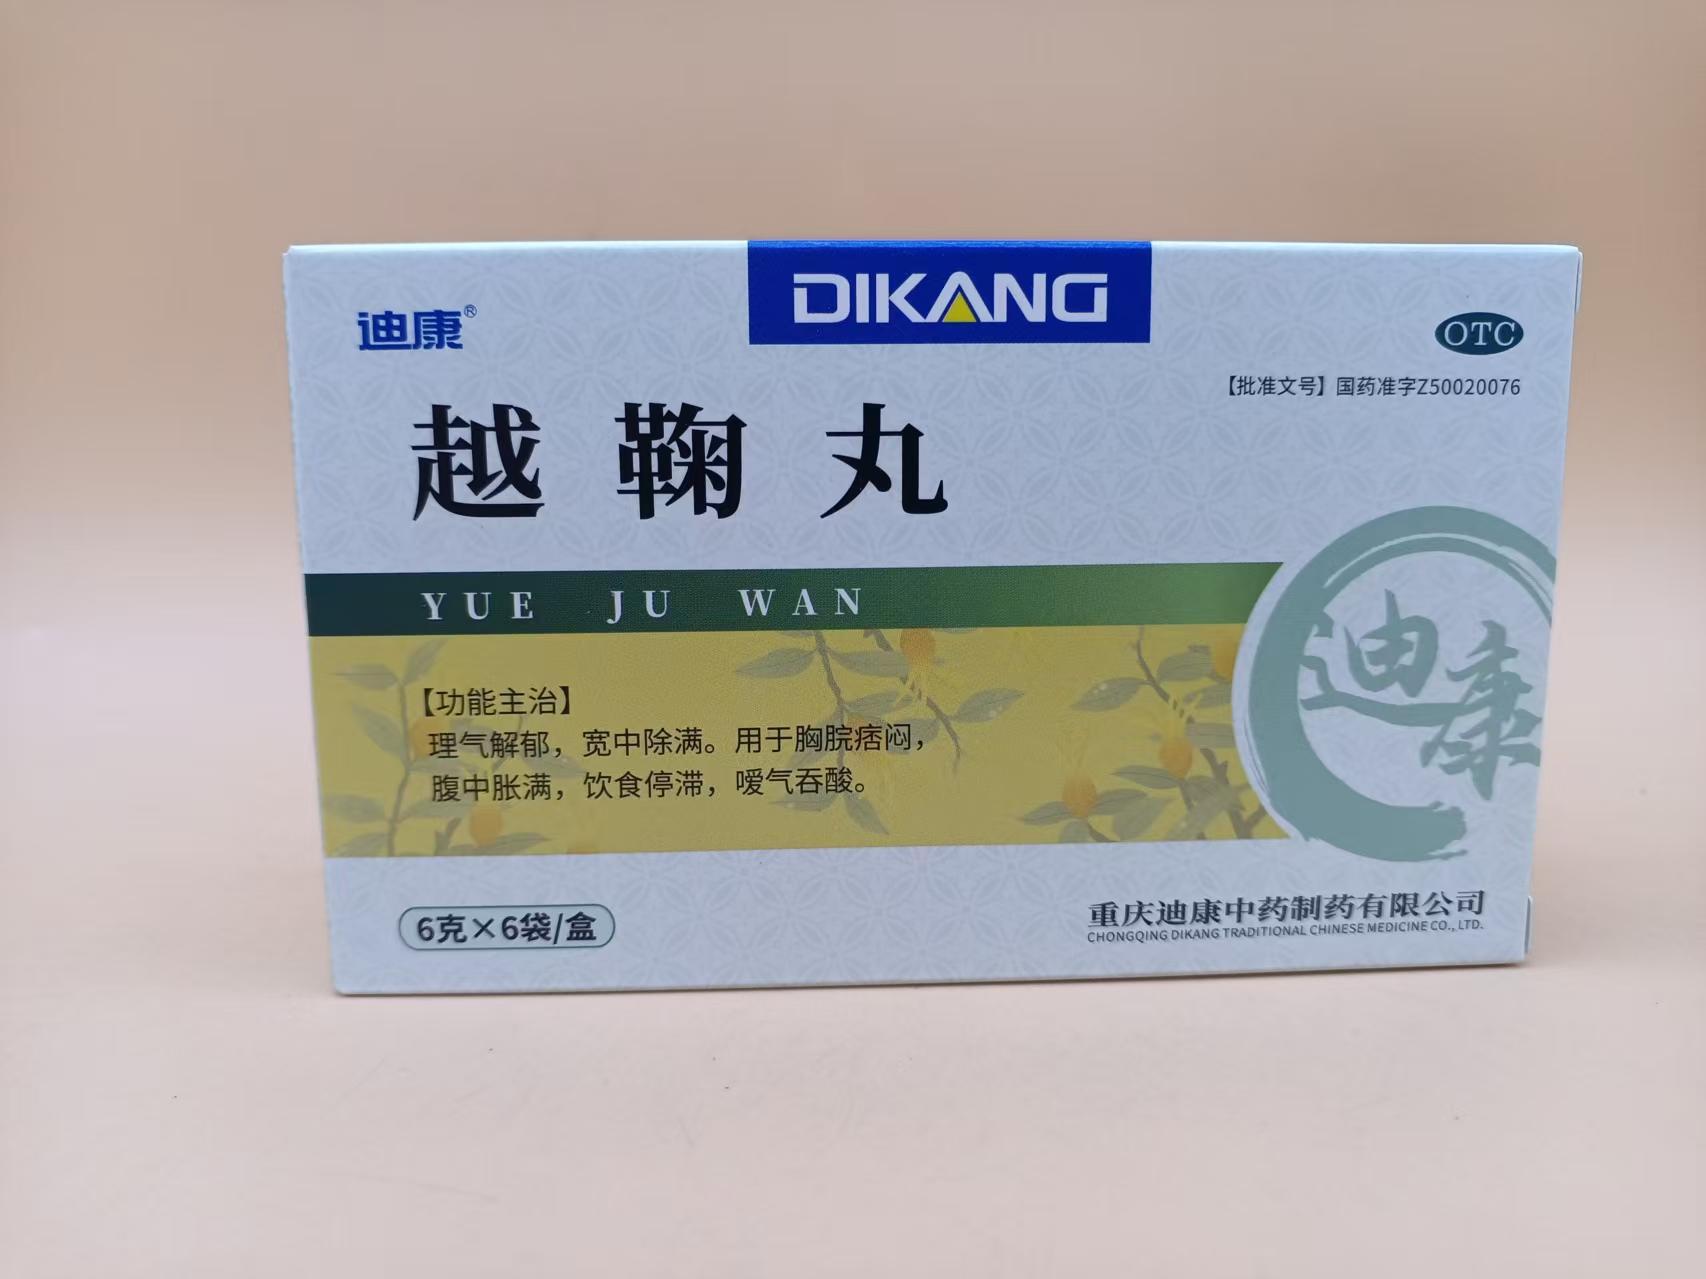 DIKANG
迪康®
OTC
【批准文号】国药准字Z50020076
越鞠丸
YUE JU WAN
迪康
【功能主治】
理气解郁，宽中除满。用于胸脘痞闷，
腹中胀满，饮食停滞，嗳气吞酸。
6克×6袋/盒
重庆迪康中药制药有限公司
CHONGQING DIKANG TRADITIONAL CHINESE MEDICINE CO., LTD.